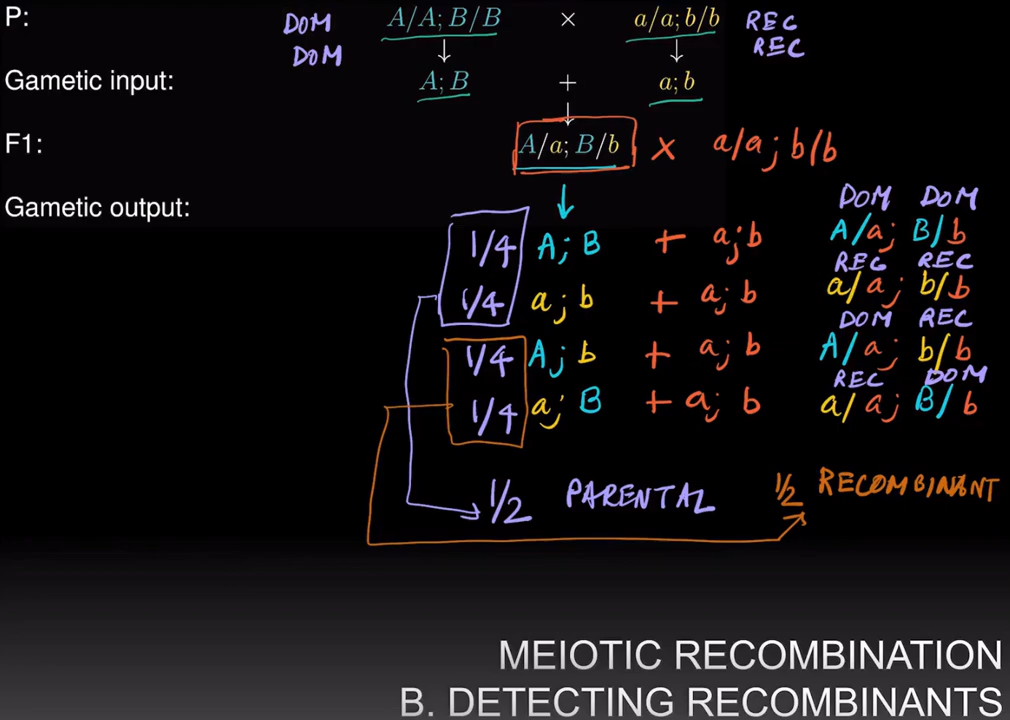 P: DOM A/A; B/B × a/a; b/b REC
DOM REC
Gametic input: A; B + a; b
F1: A/a; B/b × a/a; b/b
Gametic output:
DOM DOM
1/4 A; B + a; b A/a; B/b
REC REC
1/4 a; b + a; b a/a; b/b
DOM REC
1/4 A; b + a; b A/a; b/b
REC DOM
1/4 a; B + a; b a/a; B/b
1/2 PARENTAL 1/2 RECOMBINANT
MEIOTIC RECOMBINATION
B. DETECTING RECOMBINANTS